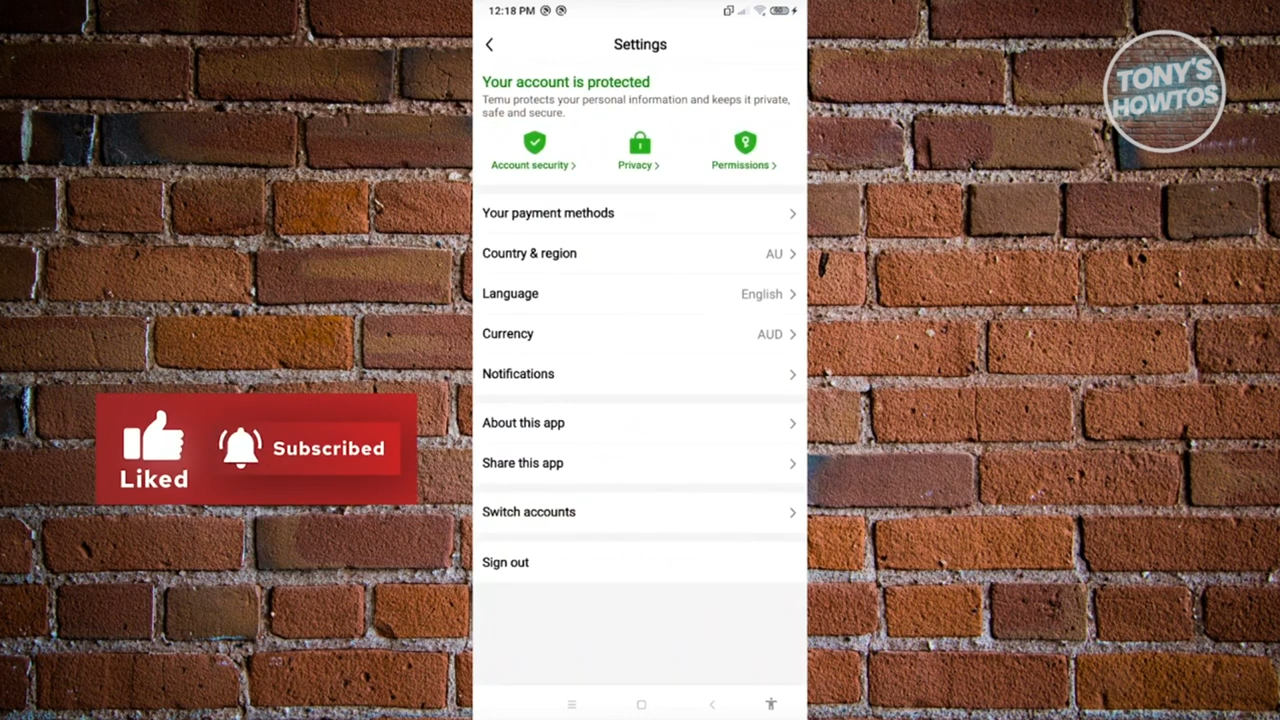 12:18 PM
Settings
Your account is protected
Temu protects your personal information and keeps it private,
safe and secure.
Account security
Privacy
Permissions
Your payment methods
Country & region AU
Language English
Currency AUD
Notifications
About this app
Share this app
Switch accounts
Sign out
Liked
Subscribed
TONY'S
HOWTOS